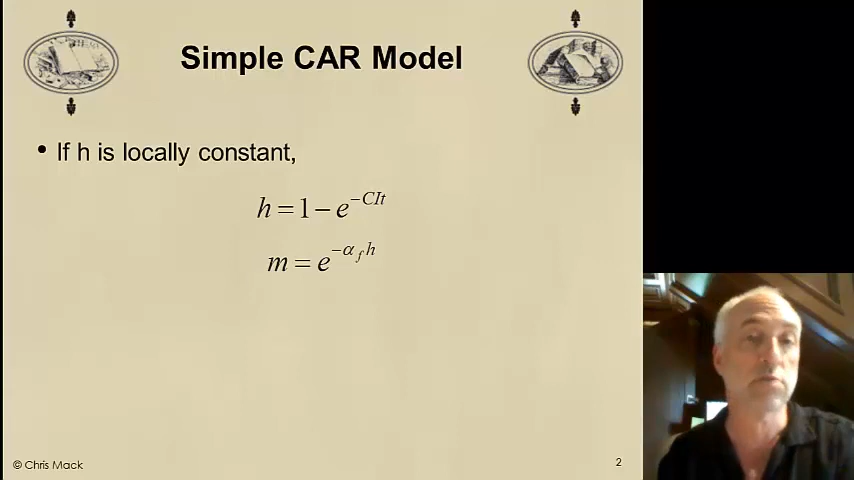 Simple CAR Model
• If h is locally constant,
h = 1 − e^{−CIt}
m = e^{−α_f h}
© Chris Mack
2